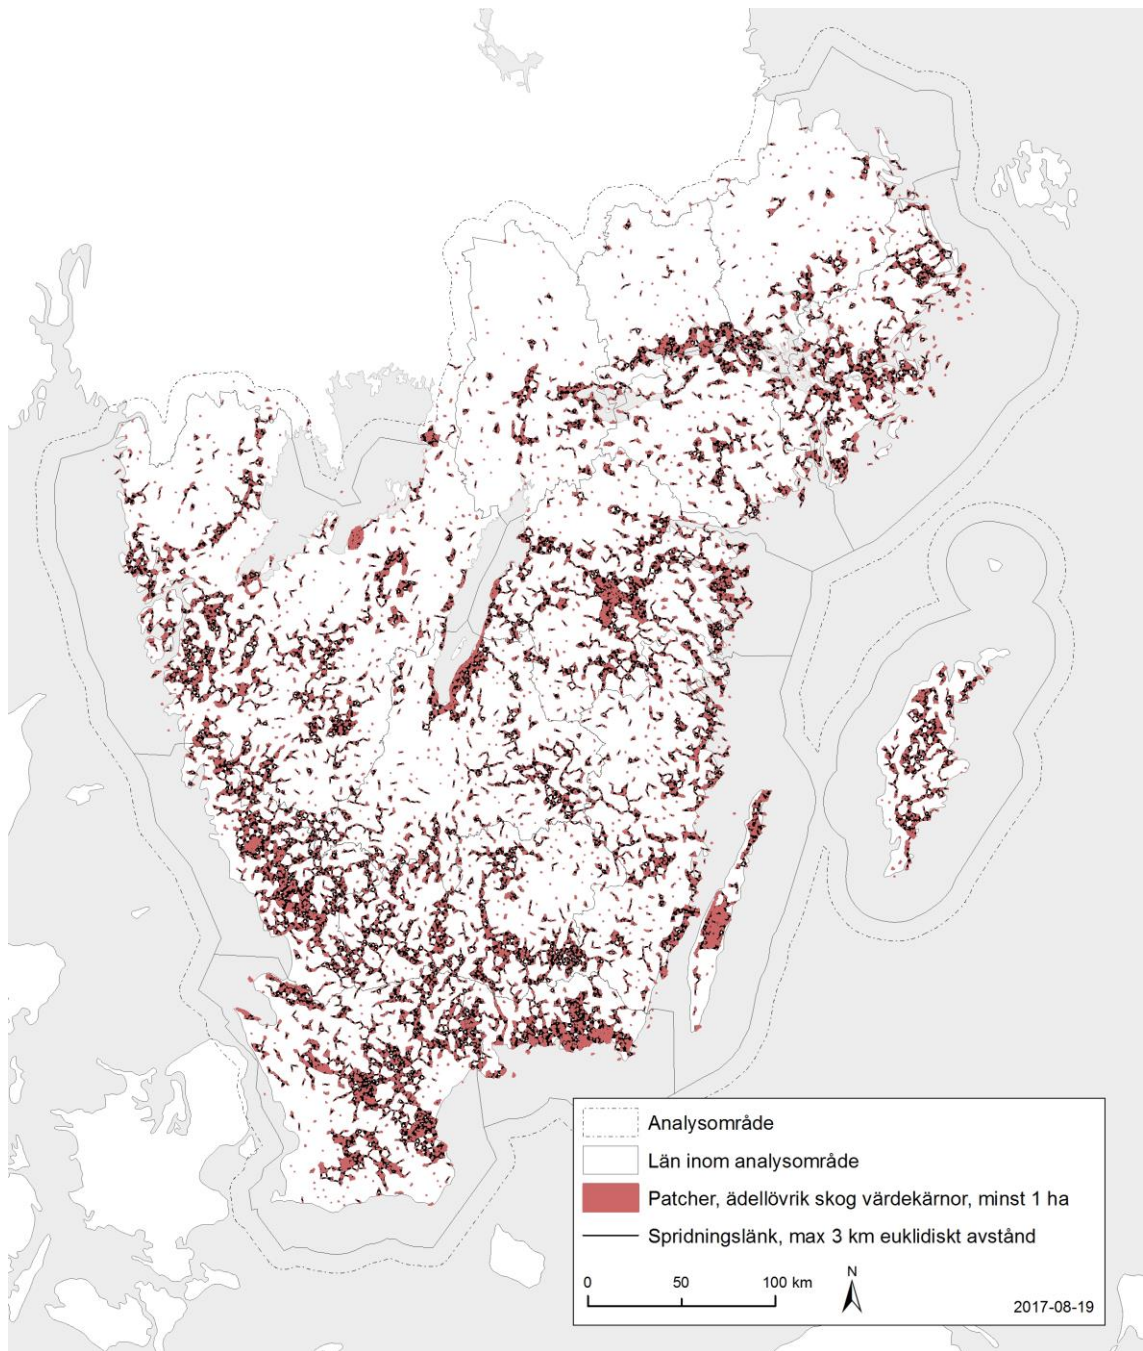 Analysområde
Län inom analysområde
Patcher, ädellövrik skog värdekärnor, minst 1 ha
Spridningslänk, max 3 km euklidiskt avstånd
0 50 100 km
N
2017-08-19